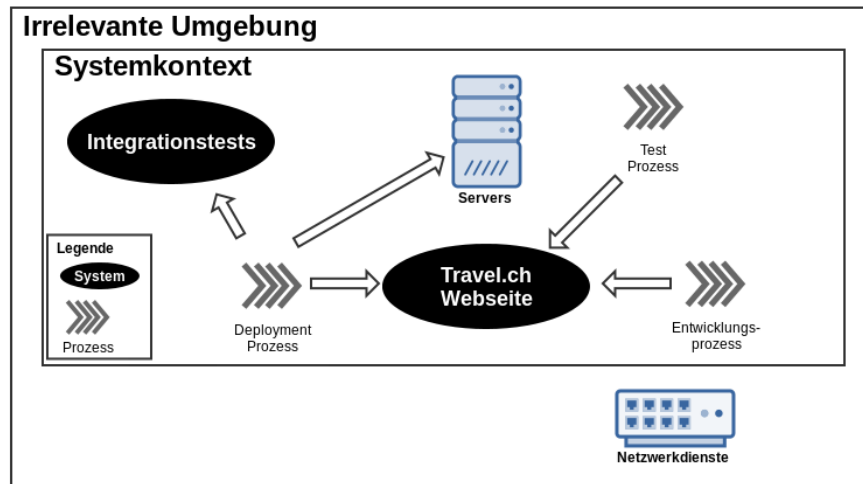 Irrelevante Umgebung
Systemkontext
Integrationstests
Servers
Test
Prozess
Legende
System
Prozess
Deployment
Prozess
Travel.ch
Webseite
Entwicklungs-
prozess
Netzwerkdienste